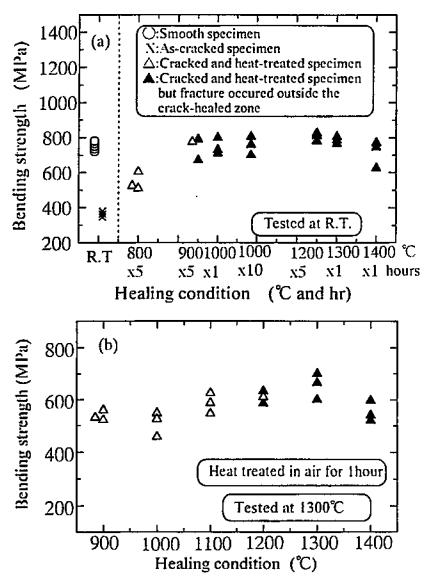 (a)
O:Smooth specimen
X:As-cracked specimen
△:Cracked and heat-treated specimen
▲:Cracked and heat-treated specimen
but fracture occured outside the
crack-healed zone
Bending strength (MPa)
1000
800
600
400
200
Tested at R.T.
R.T 800 900 1000 1100 1200 1300 1400 °C
x5 x5 x1 x10 x5 x1 x1 hours
Healing condition (°C and hr)
(b)
Bending strength (MPa)
800
600
400
200
Heat treated in air for 1hour
Tested at 1300°C
900 1000 1100 1200 1300 1400
Healing condition (°C)